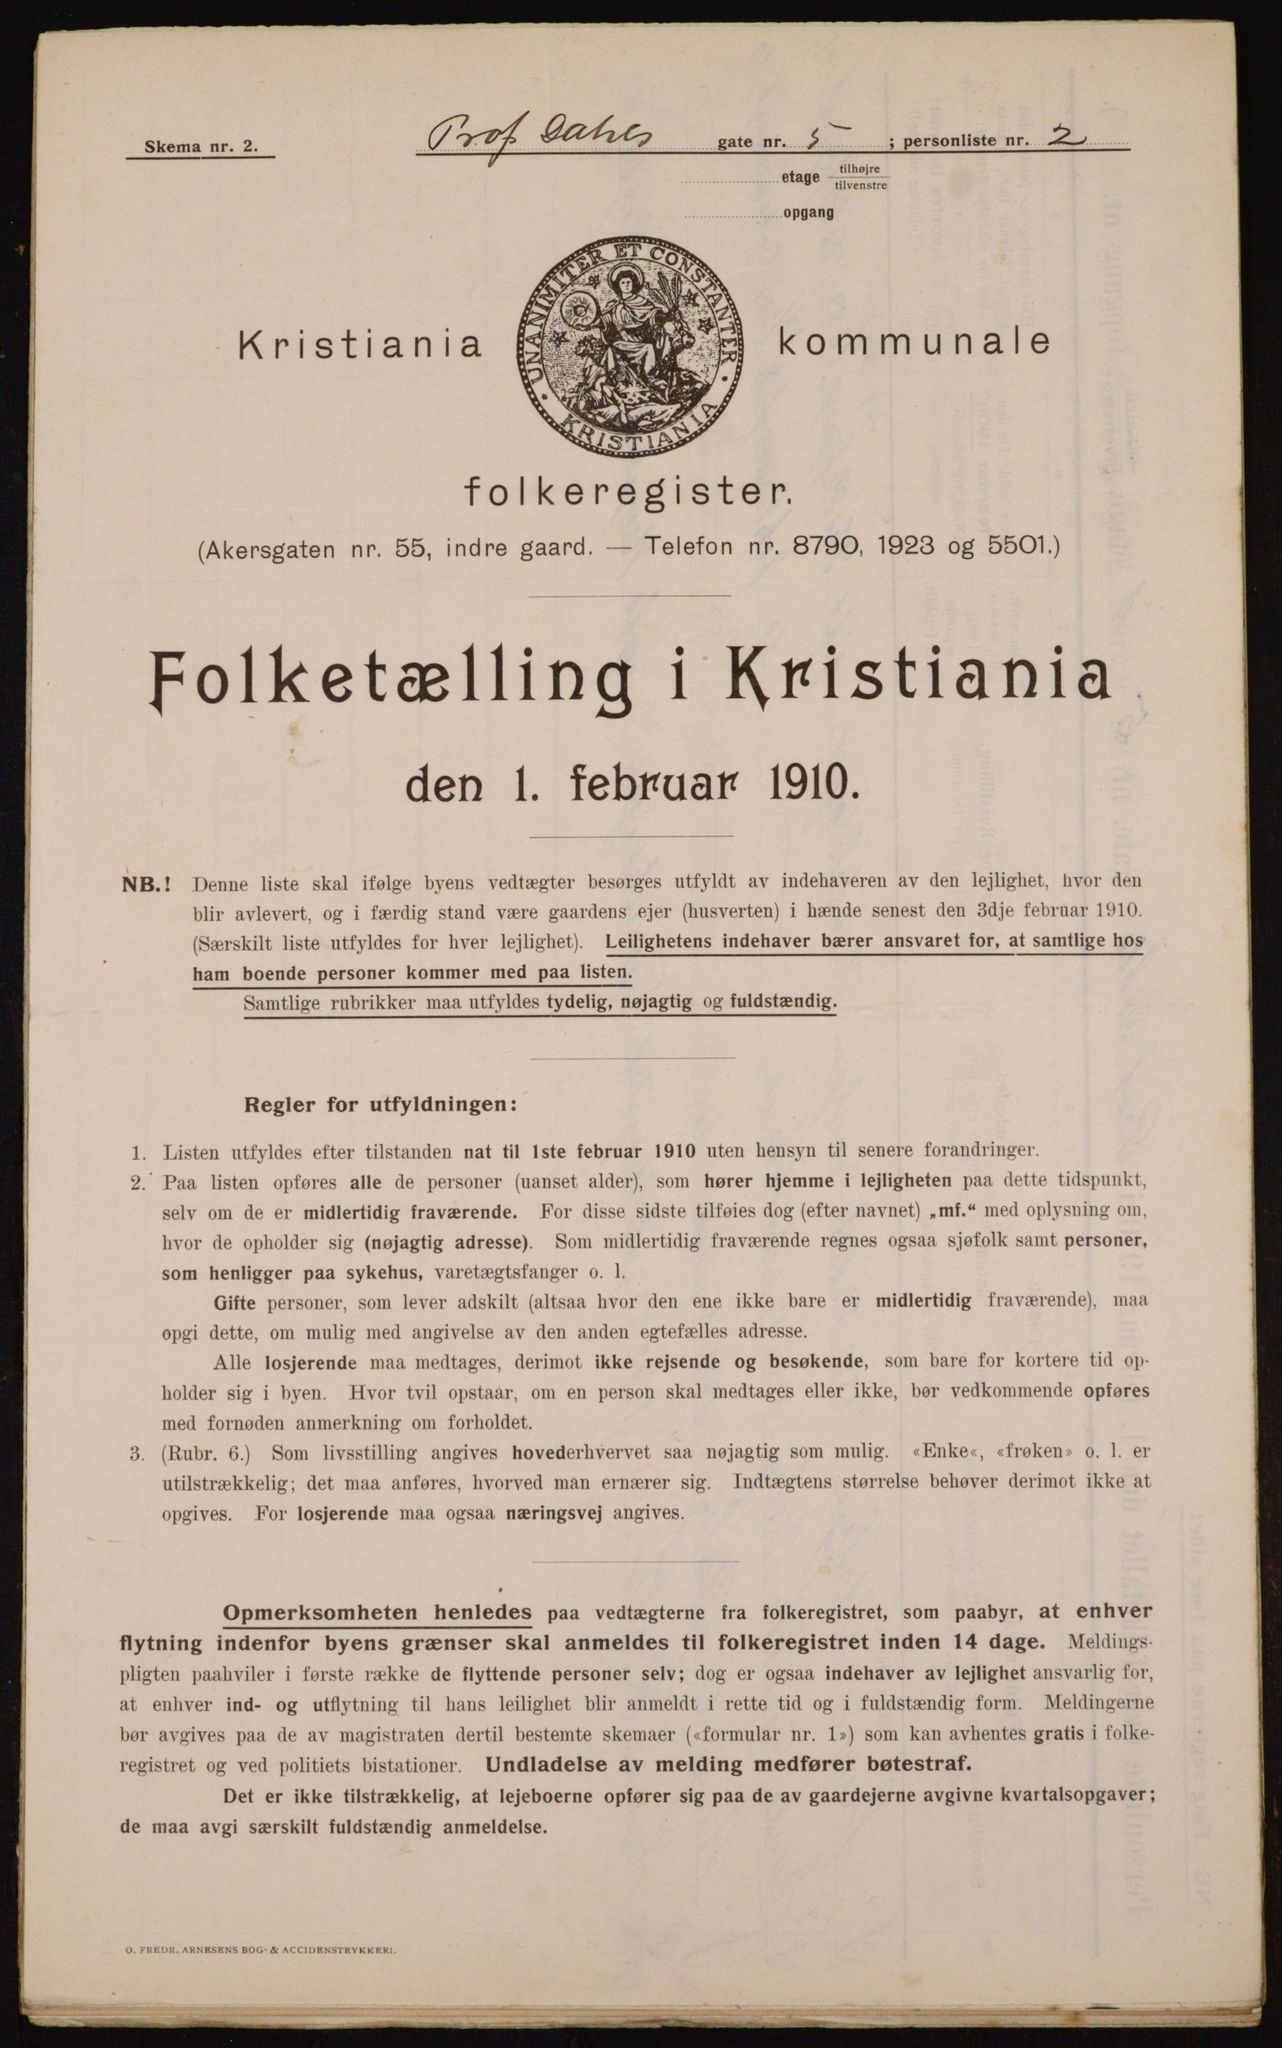 Skema nr. 2.
Prof Dahls gate nr. 5 ; personliste nr. 2
etage tilhøjre
tilvenstre
opgang
UNANIMITER ET CONSTANTER
KRISTIANIA
Kristiania kommunale
folkeregister.
(Akersgaten nr. 55, indre gaard. — Telefon nr. 8790, 1923 og 5501.)
Folketælling i Kristiania
den 1. februar 1910.
NB.! Denne liste skal ifølge byens vedtægter besørges utfyldt av indehaveren av den lejlighet, hvor den
blir avlevert, og i færdig stand være gaardens ejer (husverten) i hænde senest den 3dje februar 1910.
(Særskilt liste utfyldes for hver lejlighet). Leilighetens indehaver bærer ansvaret for, at samtlige hos
ham boende personer kommer med paa listen.
Samtlige rubrikker maa utfyldes tydelig, nøjagtig og fuldstændig.
Regler for utfyldningen:
1. Listen utfyldes efter tilstanden nat til 1ste februar 1910 uten hensyn til senere forandringer.
2. Paa listen opføres alle de personer (uanset alder), som hører hjemme i lejligheten paa dette tidspunkt,
selv om de er midlertidig fraværende. For disse sidste tilføies dog (efter navnet) „mf.“ med oplysning om,
hvor de opholder sig (nøjagtig adresse). Som midlertidig fraværende regnes ogsaa sjøfolk samt personer,
som henligger paa sykehus, varetægtsfanger o. l.
Gifte personer, som lever adskilt (altsaa hvor den ene ikke bare er midlertidig fraværende), maa
opgi dette, om mulig med angivelse av den anden egtefælles adresse.
Alle losjerende maa medtages, derimot ikke rejsende og besøkende, som bare for kortere tid op-
holder sig i byen. Hvor tvil opstaar, om en person skal medtages eller ikke, bør vedkommende opføres
med fornøden anmerkning om forholdet.
3. (Rubr. 6.) Som livsstilling angives hovederhvervet saa nøjagtig som mulig. «Enke«, «frøken» o. l. er
utilstrækkelig; det maa anføres, hvorved man ernærer sig. Indtægtens størrelse behøver derimot ikke at
opgives. For losjerende maa ogsaa næringsvej angives.
Opmerksomheten henledes paa vedtægterne fra folkeregistret, som paabyr, at enhver
flytning indenfor byens grænser skal anmeldes til folkeregistret inden 14 dage. Meldings-
pligten paahviler i første række de flyttende personer selv; dog er ogsaa indehaver av lejlighet ansvarlig for,
at enhver ind- og utflytning til hans leilighet blir anmeldt i rette tid og i fuldstændig form. Meldingerne
bør avgives paa de av magistraten dertil bestemte skemaer («formular nr. 1») som kan avhentes gratis i folke-
registret og ved politiets bistationer. Undladelse av melding medfører bøtestraf.
Det er ikke tilstrækkelig, at lejeboerne opfører sig paa de av gaardejerne avgivne kvartalsopgaver;
de maa avgi særskilt fuldstændig anmeldelse.
O. FREDR. ARNESENS BOG- & ACCIDENSTRYKKERI.